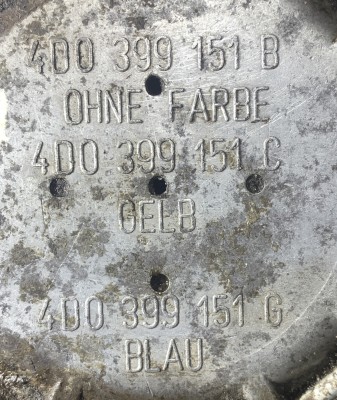 4D0 399 151 B
OHNE FARBE
4D0 399 151 C
GELB
4D0 399 151 G
BLAU